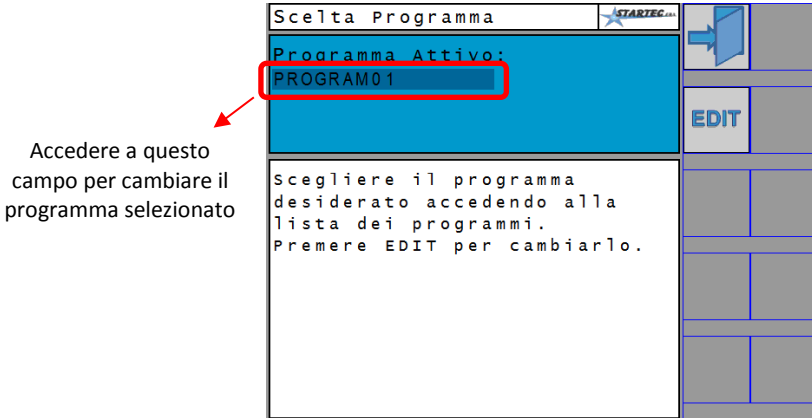 Scelta Programma
STARTEC s.r.l.
Programma Attivo:
PROGRAM01
EDIT
Accedere a questo
campo per cambiare il
programma selezionato
Scegliere il programma
desiderato accedendo alla
lista dei programmi.
Premere EDIT per cambiarlo.